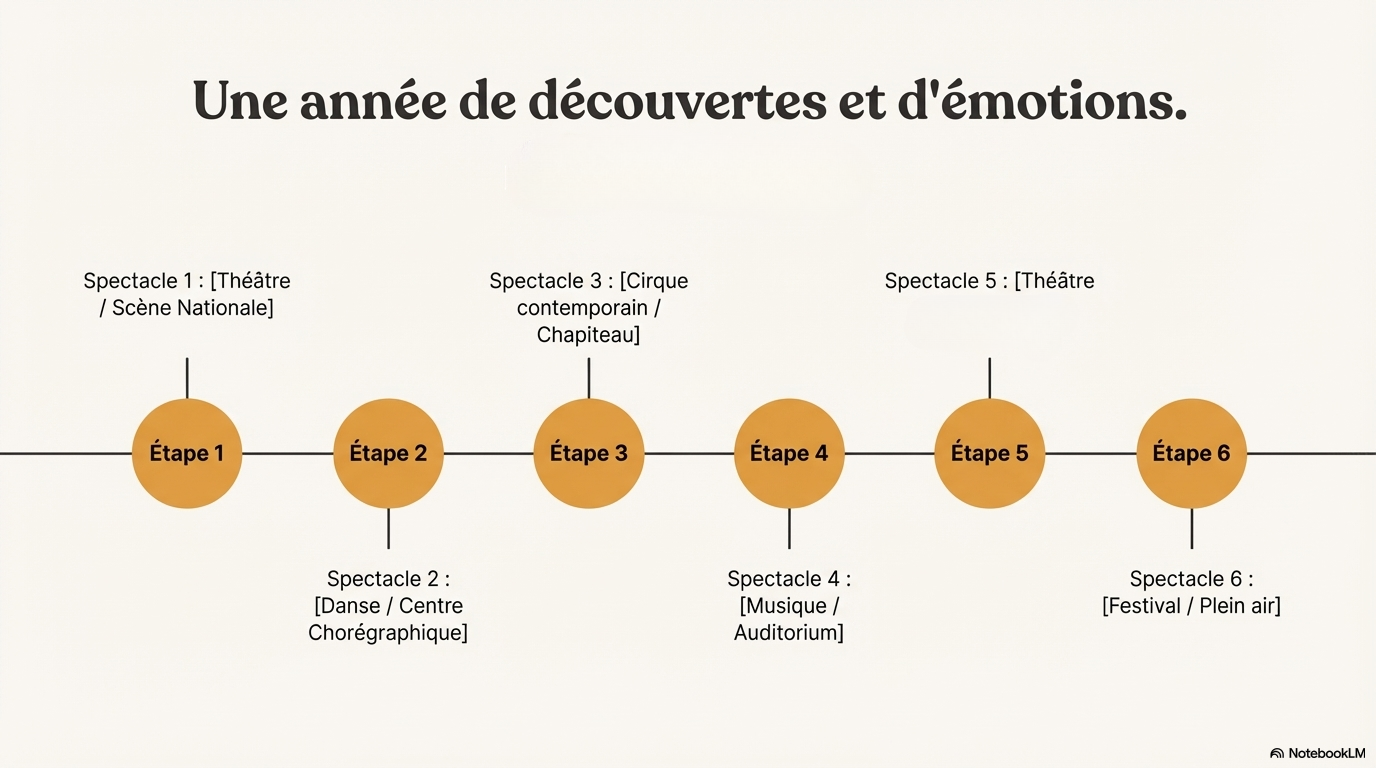 Une année de découvertes et d'émotions.
Spectacle 1 : [Théâtre
/ Scène Nationale]
Spectacle 3 : [Cirque
contemporain /
Chapiteau]
Spectacle 5 : [Théâtre
Étape 1
Étape 2
Étape 3
Étape 4
Étape 5
Étape 6
Spectacle 2 :
[Danse / Centre
Chorégraphique]
Spectacle 4 :
[Musique /
Auditorium]
Spectacle 6 :
[Festival / Plein air]
NotebookLM